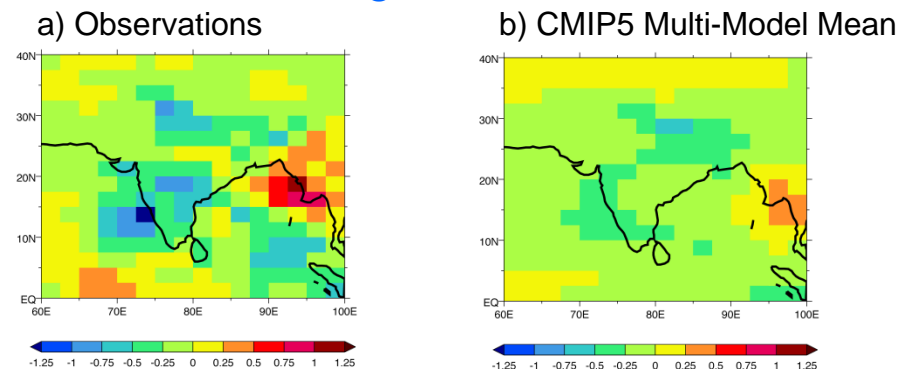 a) Observations
b) CMIP5 Multi-Model Mean
40N
30N
20N
10N
EQ
60E 70E 80E 90E 100E
-1.25 -1 -0.75 -0.5 -0.25 0 0.25 0.5 0.75 1 1.25
40N
30N
20N
10N
EQ
60E 70E 80E 90E 100E
-1.25 -1 -0.75 -0.5 -0.25 0 0.25 0.5 0.75 1 1.25